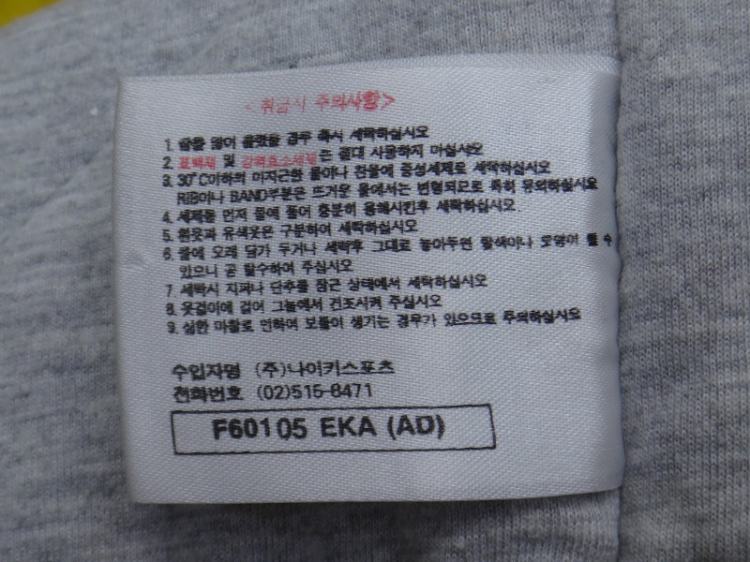 < 취급시 주의사항>
1. 땀을 많이 흘렸을 경우 즉시 세탁하십시오
2. 표백제 및 강력효소세제는 절대 사용하지 마십시오
3. 30°C이하의 미지근한 물이나 찬물에 중성세제로 세탁하십시오
RIB이나 BAND부분은 뜨거운 물에서는 변형되므로 특히 유의하십시요
4. 세제를 먼저 물에 풀어 충분히 용해시킨후 세탁하십시오.
5. 흰옷과 유색옷은 구분하여 세탁하십시오
6. 물에 오래 담가 두거나 세탁후 그대로 놓아두면 탈색이나 오염이 될 수
있으니 곧 탈수하여 주십시오
7. 세탁시 지퍼나 단추를 잠근 상태에서 세탁하십시오
8. 옷걸이에 걸어 그늘에서 건조시켜 주십시오
9. 심한 마찰로 인하여 보풀이 생기는 경우가 있으므로 주의하십시오
수입자명 (주)나이키스포츠
전화번호 (02)515-8471
F60105 EKA (AD)